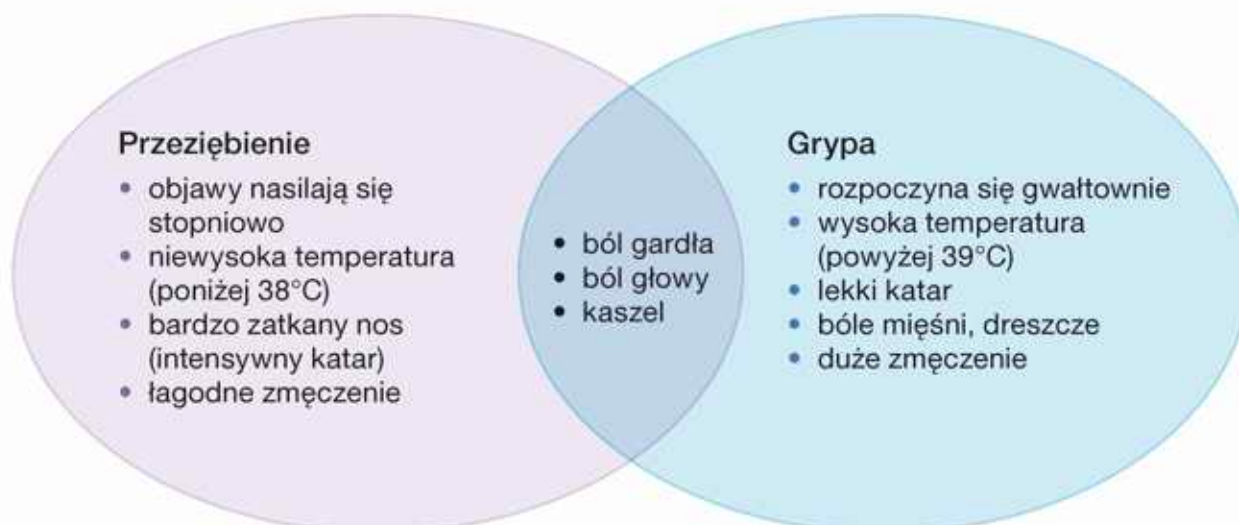 Przeziębienie
• objawy nasilają się
stopniowo
• niewysoka temperatura
(poniżej 38°C)
• bardzo zatkany nos
(intensywny katar)
• łagodne zmęczenie
• ból gardła
• ból głowy
• kaszel
Grypa
• rozpoczyna się gwałtownie
• wysoka temperatura
(powyżej 39°C)
• lekki katar
• bóle mięśni, dreszcze
• duże zmęczenie